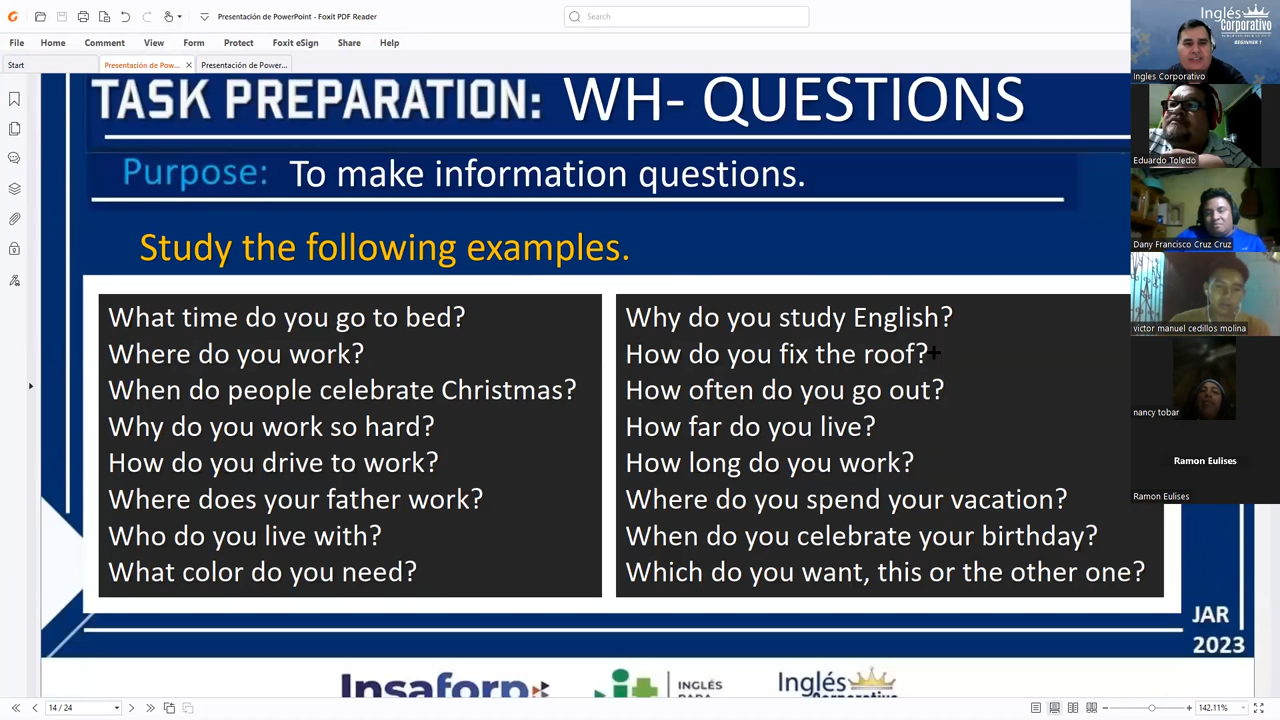 Presentación de PowerPoint - Foxit PDF Reader
Search
File Home Comment View Form Protect Foxit eSign Share Help
Start
Presentación de Pow...
Presentación de Power...
TASK PREPARATION: WH- QUESTIONS
Purpose: To make information questions.
Study the following examples.
What time do you go to bed?
Where do you work?
When do people celebrate Christmas?
Why do you work so hard?
How do you drive to work?
Where does your father work?
Who do you live with?
What color do you need?
Why do you study English?
How do you fix the roof?
How often do you go out?
How far do you live?
How long do you work?
Where do you spend your vacation?
When do you celebrate your birthday?
Which do you want, this or the other one?
JAR
2023
Insaforp
INGLÉS
PARA
Inglés
Corporativo
Inglés
Corporativo
BEGINNER 1
Ingles Corporativo
Eduardo Toledo
Dany Francisco Cruz Cruz
victor manuel cedillos molina
nancy tobar
Ramon Eulises
Ramon Eulises
14 / 24
142.11%